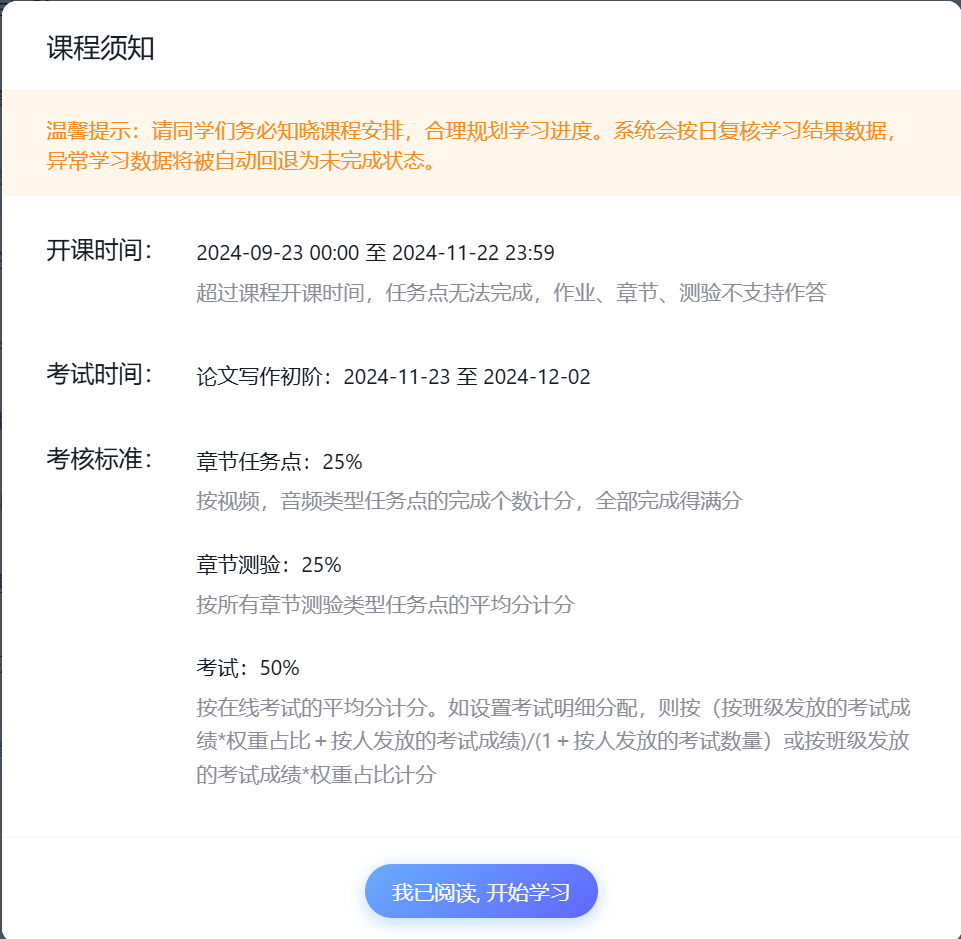 课程须知
温馨提示：请同学们务必知晓课程安排，合理规划学习进度。系统会按日复核学习结果数据，
异常学习数据将被自动回退为未完成状态。
开课时间： 2024-09-23 00:00 至 2024-11-22 23:59
超过课程开课时间，任务点无法完成，作业、章节、测验不支持作答
考试时间： 论文写作初阶：2024-11-23 至 2024-12-02
考核标准： 章节任务点：25%
按视频，音频类型任务点的完成个数计分，全部完成得满分
章节测验：25%
按所有章节测验类型任务点的平均分计分
考试：50%
按在线考试的平均分计分。如设置考试明细分配，则按（按班级发放的考试成
绩*权重占比＋按人发放的考试成绩)/(1＋按人发放的考试数量）或按班级发放
的考试成绩*权重占比计分
我已阅读, 开始学习